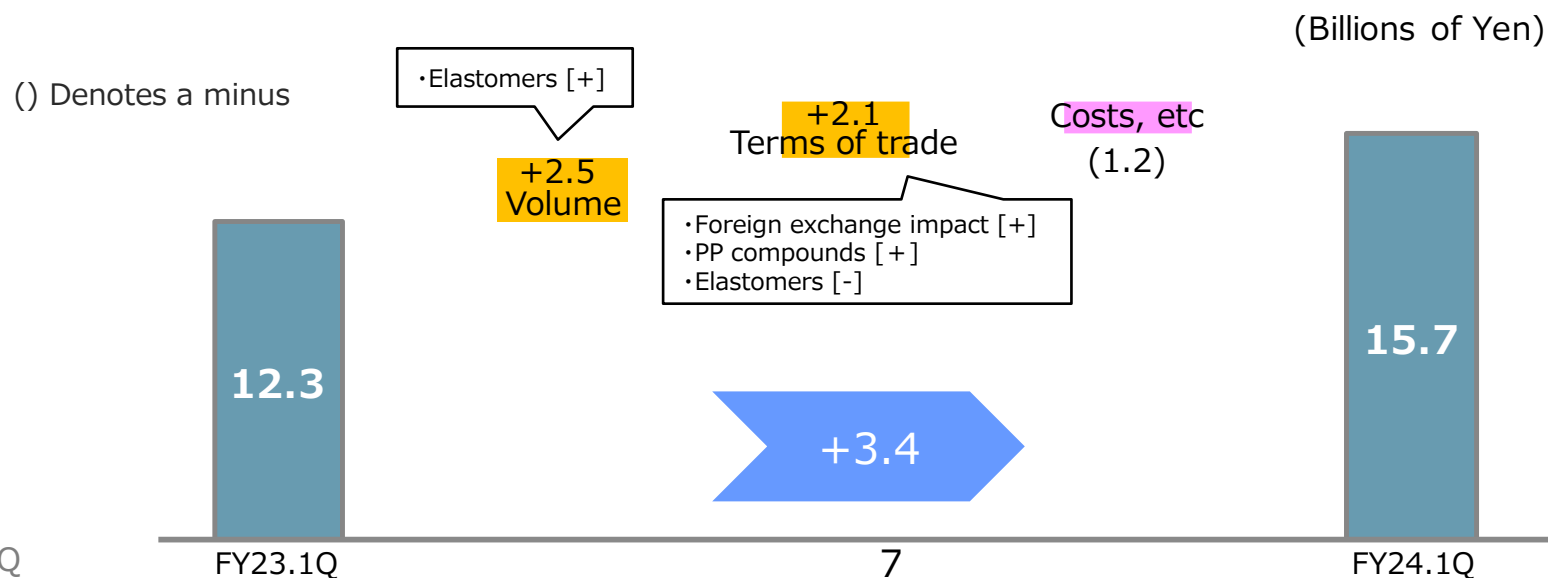 (Billions of Yen)
() Denotes a minus
・Elastomers [+]
+2.5
Volume
+2.1
Terms of trade
Costs, etc
(1.2)
・Foreign exchange impact [+]
・PP compounds [+]
・Elastomers [-]
12.3
+3.4
15.7
Q
FY23.1Q
7
FY24.1Q